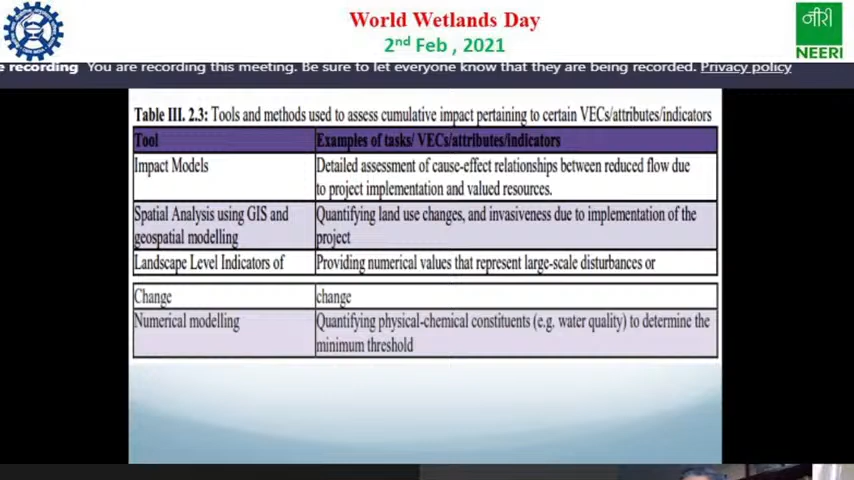 World Wetlands Day
2nd Feb , 2021
नीरी
NEERI
e recording You are recording this meeting. Be sure to let everyone know that they are being recorded. Privacy policy
Table III. 2.3: Tools and methods used to assess cumulative impact pertaining to certain VECs/attributes/indicators
Tool Examples of tasks/ VECs/attributes/indicators
Impact Models Detailed assessment of cause-effect relationships between reduced flow due
to project implementation and valued resources.
Spatial Analysis using GIS and Quantifying land use changes, and invasiveness due to implementation of the
geospatial modelling project
Landscape Level Indicators of Providing numerical values that represent large-scale disturbances or
Change change
Numerical modelling Quantifying physical-chemical constituents (e.g. water quality) to determine the
minimum threshold